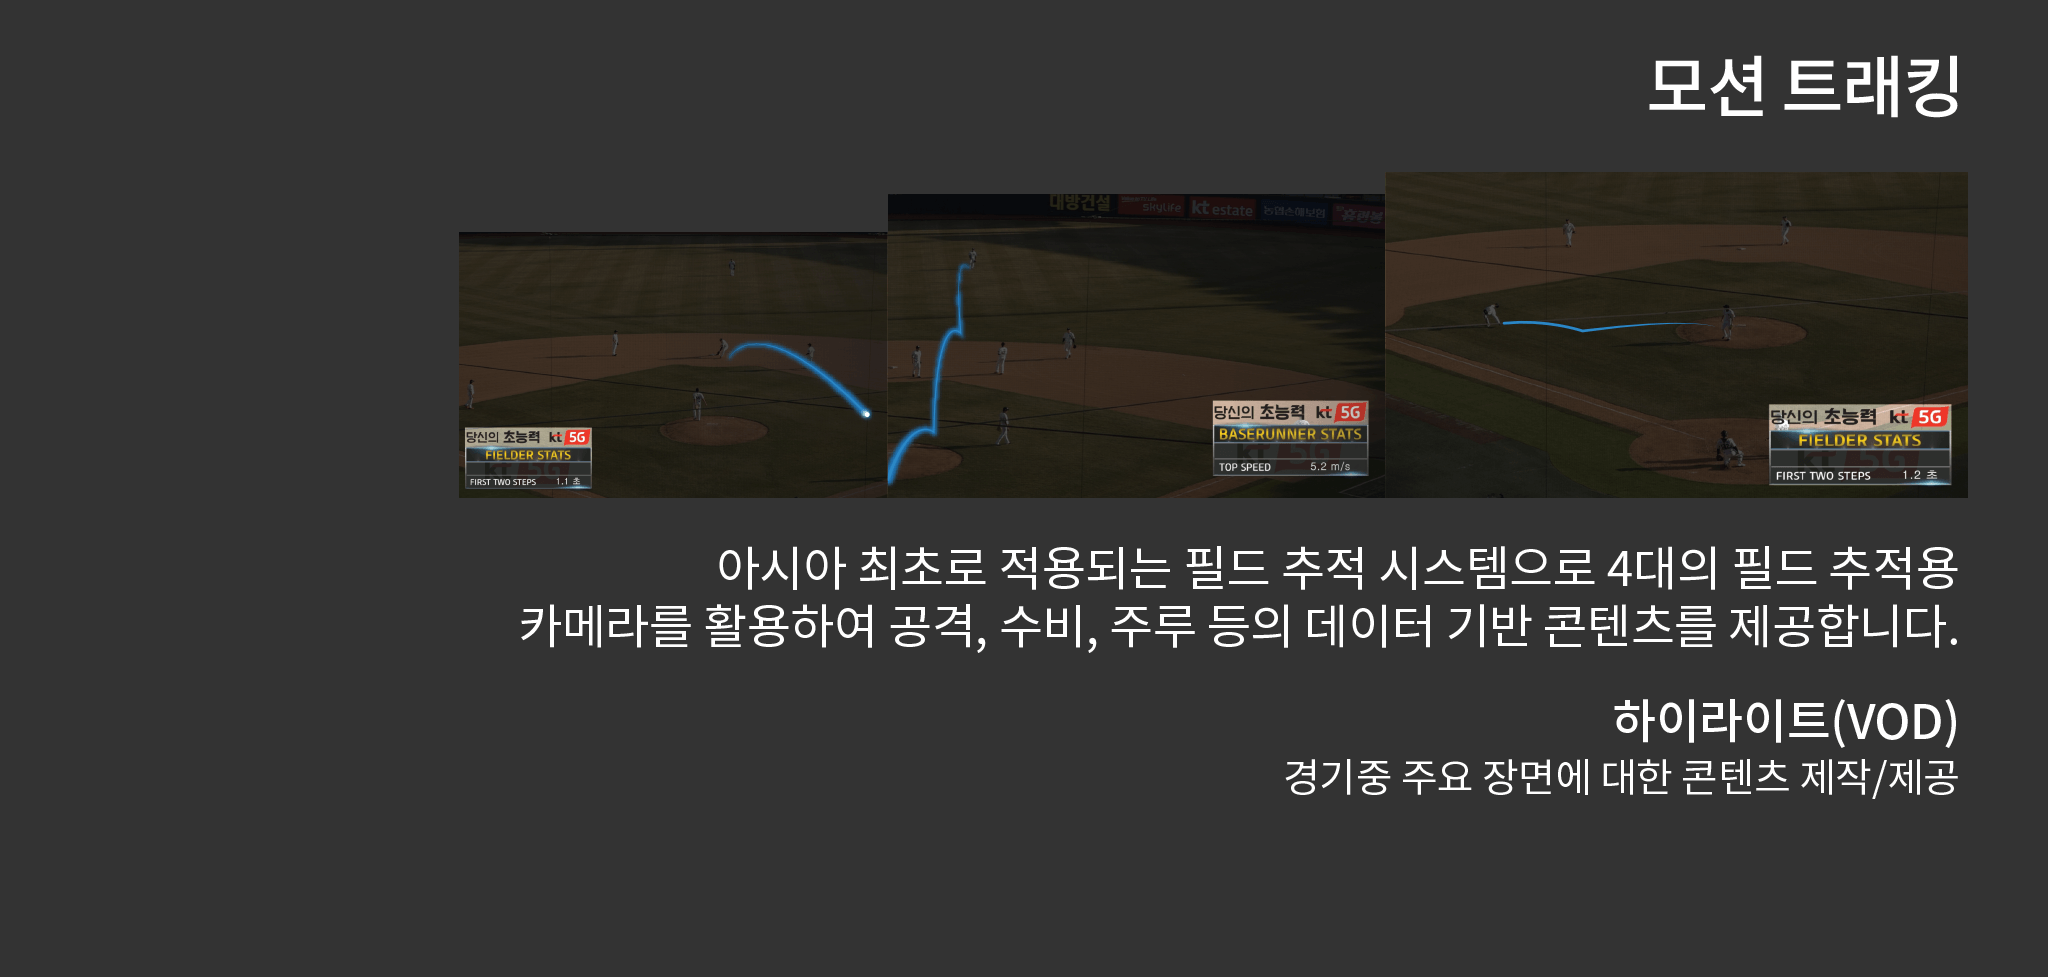 모션 트래킹
대방건설 skylife kt estate 농협손해보험
당신의 초능력 kt 5G
FIELDER STATS
FIRST TWO STEPS 1.1 초
당신의 초능력 kt 5G
BASERUNNER STATS
TOP SPEED 5.2 m/s
당신의 초능력 kt 5G
FIELDER STATS
FIRST TWO STEPS 1.2 초
아시아 최초로 적용되는 필드 추적 시스템으로 4대의 필드 추적용
카메라를 활용하여 공격, 수비, 주루 등의 데이터 기반 콘텐츠를 제공합니다.
하이라이트(VOD)
경기중 주요 장면에 대한 콘텐츠 제작/제공